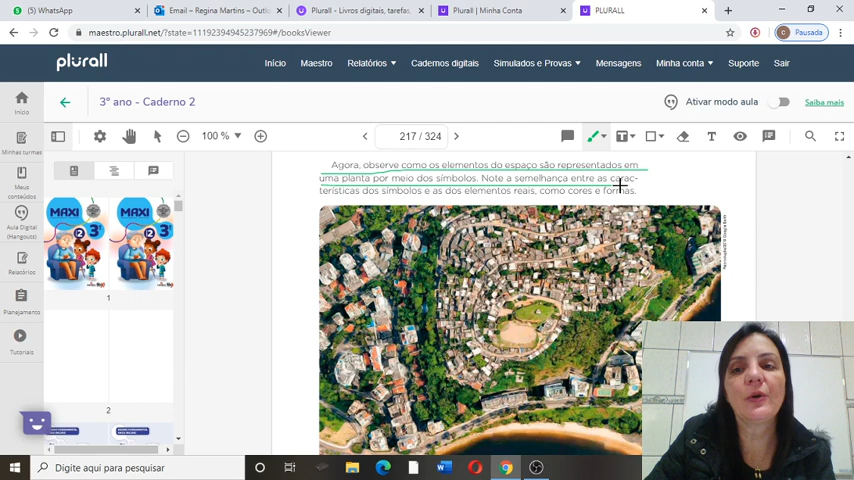 (5) WhatsApp
Email – Regina Martins – Outlo
Plurall - Livros digitais, tarefas,
Plurall | Minha Conta
PLURALL
maestro.plurall.net/?state=11192394945237969#/booksViewer
Pausada
plurall
Início
Maestro
Relatórios
Cadernos digitais
Simulados e Provas
Mensagens
Minha conta
Suporte
Sair
Início
3° ano - Caderno 2
Ativar modo aula
Saiba mais
Minhas turmas
100 %
217 / 324
Meus
conteúdos
Aula Digital
(Hangouts)
Relatórios
Planejamento
Tutoriais
MAXI
3
MAXI
3
1
2
Agora, observe como os elementos do espaço são representados em
uma planta por meio dos símbolos. Note a semelhança entre as carac-
terísticas dos símbolos e as dos elementos reais, como cores e formas.
Digite aqui para pesquisar